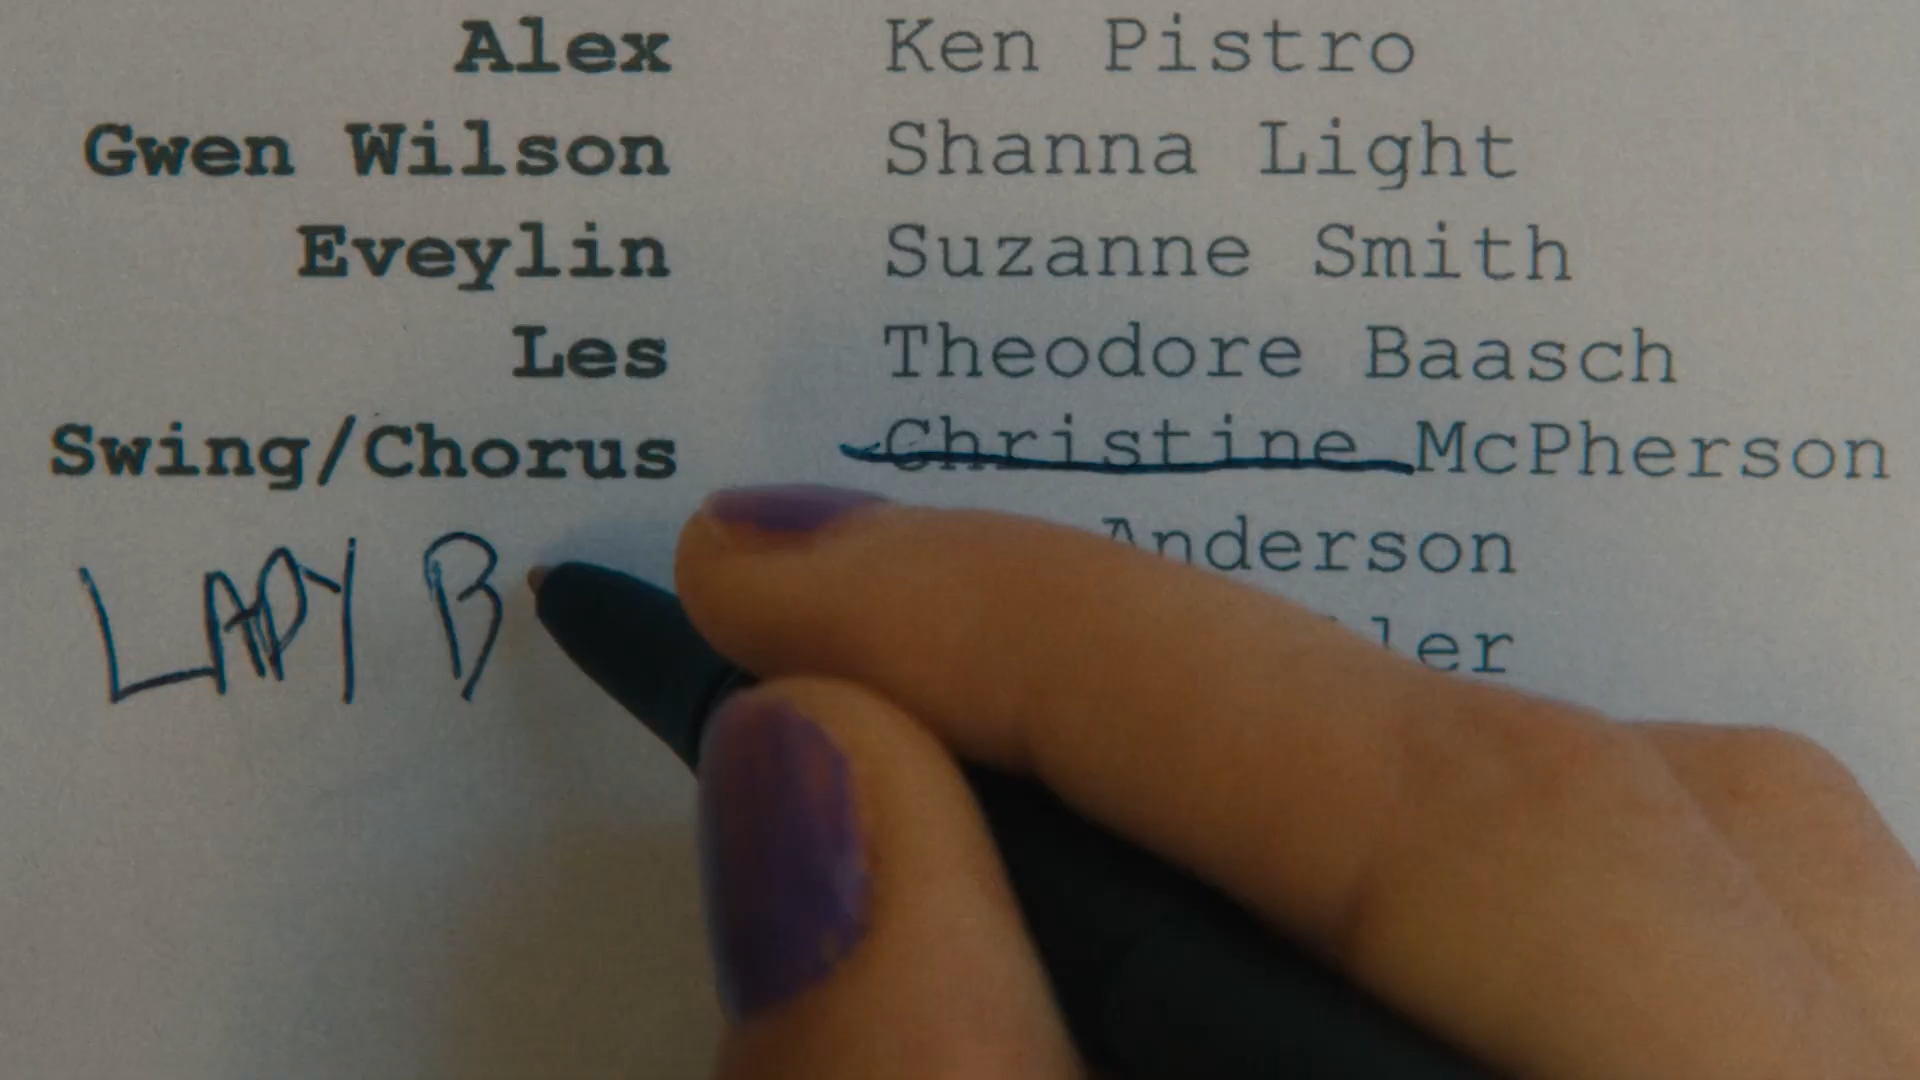 Alex Ken Pistro
Gwen Wilson Shanna Light
Eveylin Suzanne Smith
Les Theodore Baasch
Swing/Chorus Christine McPherson
Anderson
LADY B